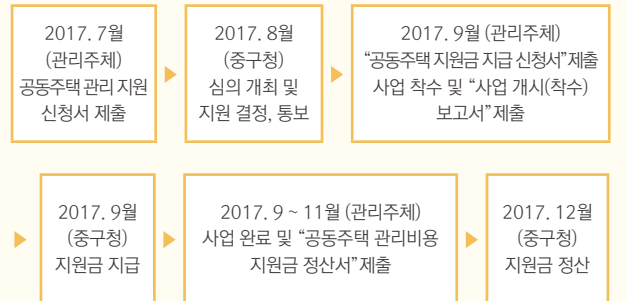 2017. 7월
(관리주체)
공동주택 관리 지원
신청서 제출
2017. 8월
(중구청)
심의 개최 및
지원 결정, 통보
2017. 9월 (관리주체)
“공동주택 지원금 지급 신청서” 제출
사업 착수 및 “사업 개시(착수)
보고서” 제출
2017. 9월
(중구청)
지원금 지급
2017. 9 ~ 11월 (관리주체)
사업 완료 및 “공동주택 관리비용
지원금 정산서” 제출
2017. 12월
(중구청)
지원금 정산